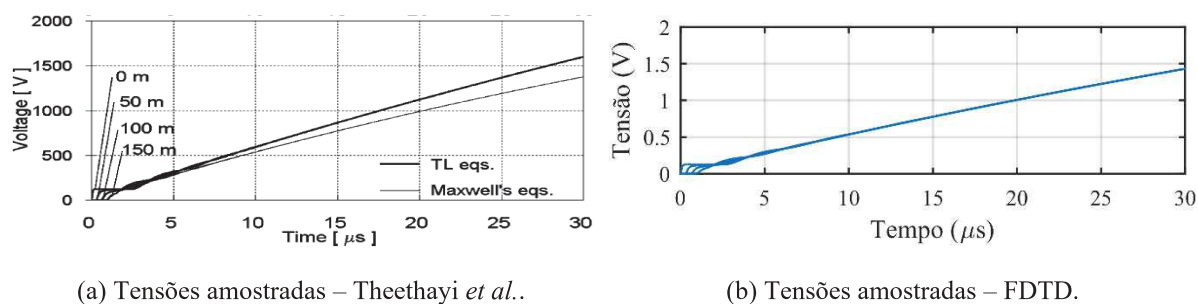 2000
1500
1000
500
0
Voltage [ V ]
0 m
50 m
100 m
150 m
TL eqs.
Maxwell's eqs.
0 5 10 15 20 25 30
Time [ μs ]
(a) Tensões amostradas – Theethayi et al..
2
1.5
1
0.5
0
Tensão (V)
0 5 10 15 20 25 30
Tempo (μs)
(b) Tensões amostradas – FDTD.